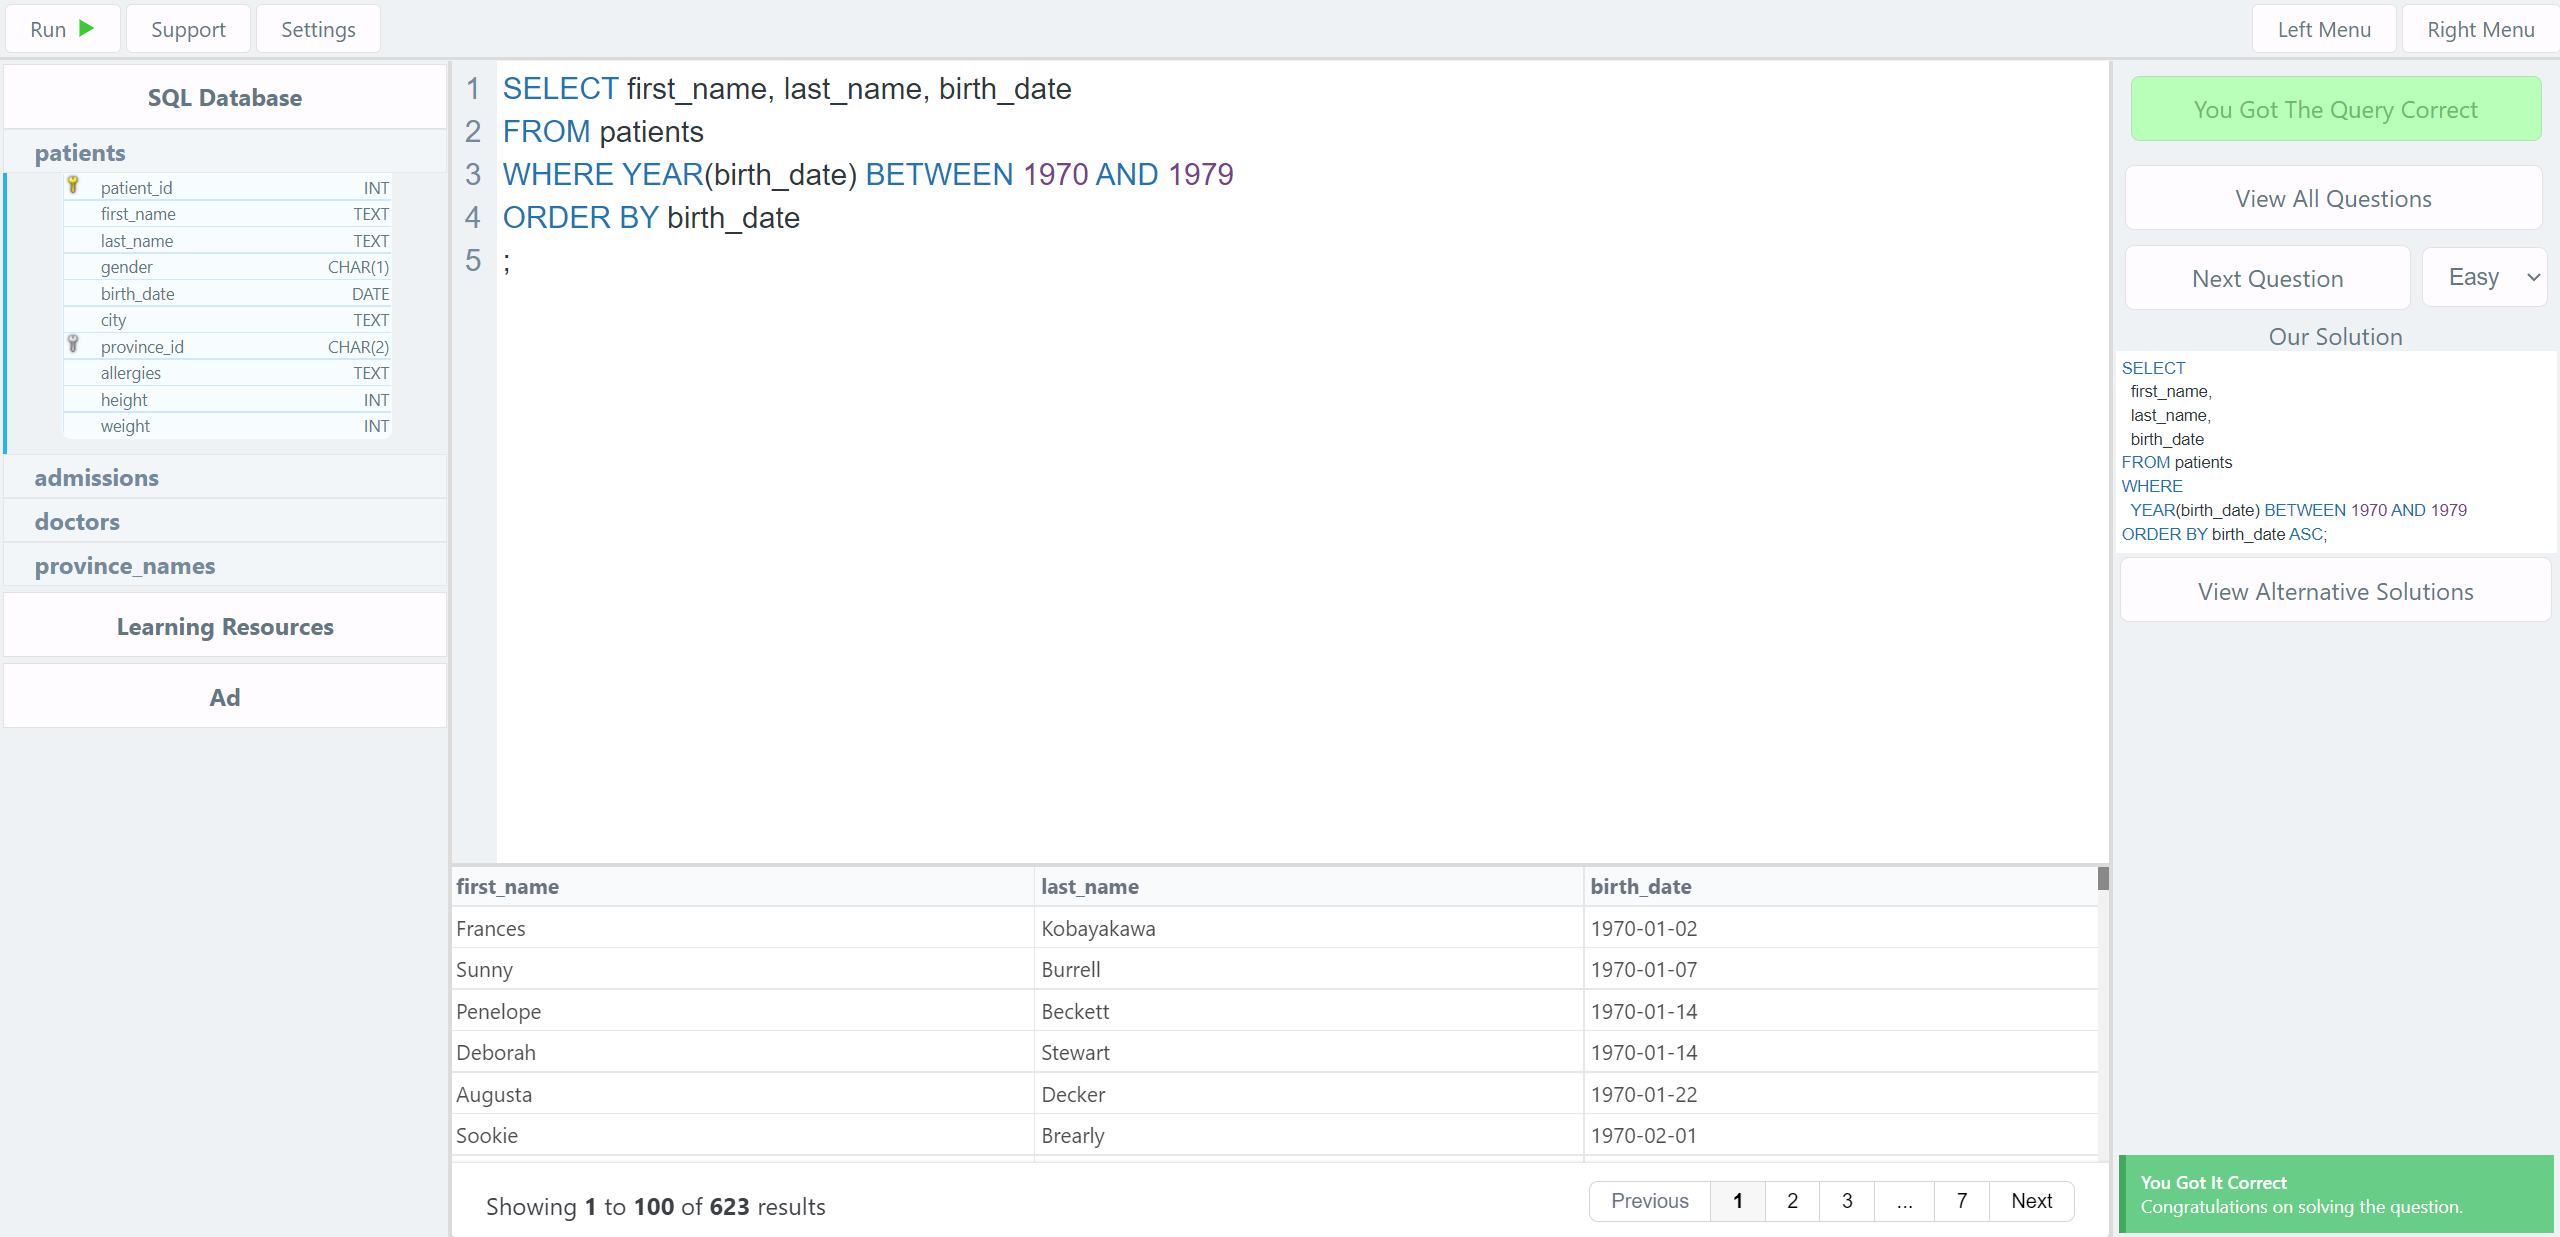 Run
Support
Settings
Left Menu
Right Menu
SQL Database
patients
patient_id INT
first_name TEXT
last_name TEXT
gender CHAR(1)
birth_date DATE
city TEXT
province_id CHAR(2)
allergies TEXT
height INT
weight INT
admissions
doctors
province_names
Learning Resources
Ad
1 SELECT first_name, last_name, birth_date
2 FROM patients
3 WHERE YEAR(birth_date) BETWEEN 1970 AND 1979
4 ORDER BY birth_date
5 ;
first_name last_name birth_date
Frances Kobayakawa 1970-01-02
Sunny Burrell 1970-01-07
Penelope Beckett 1970-01-14
Deborah Stewart 1970-01-14
Augusta Decker 1970-01-22
Sookie Brearly 1970-02-01
Showing 1 to 100 of 623 results
Previous 1 2 3 ... 7 Next
You Got The Query Correct
View All Questions
Next Question
Easy
Our Solution
SELECT
first_name,
last_name,
birth_date
FROM patients
WHERE
YEAR(birth_date) BETWEEN 1970 AND 1979
ORDER BY birth_date ASC;
View Alternative Solutions
You Got It Correct
Congratulations on solving the question.